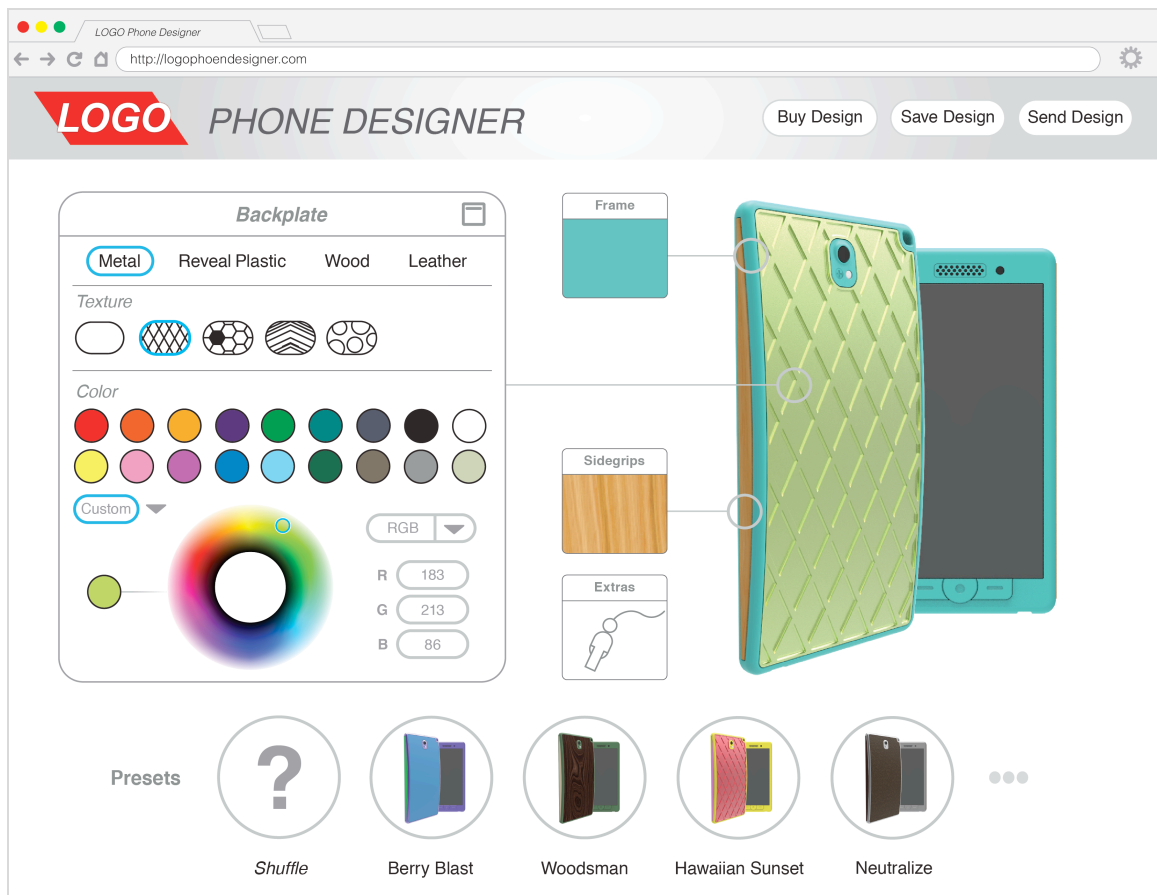 LOGO Phone Designer
http://logophoendesigner.com
LOGO PHONE DESIGNER
Buy Design Save Design Send Design
Backplate
Metal Reveal Plastic Wood Leather
Texture
Color
Custom
RGB
R 183
G 213
B 86
Frame
Sidegrips
Extras
Presets
?
Shuffle
Berry Blast
Woodsman
Hawaiian Sunset
Neutralize